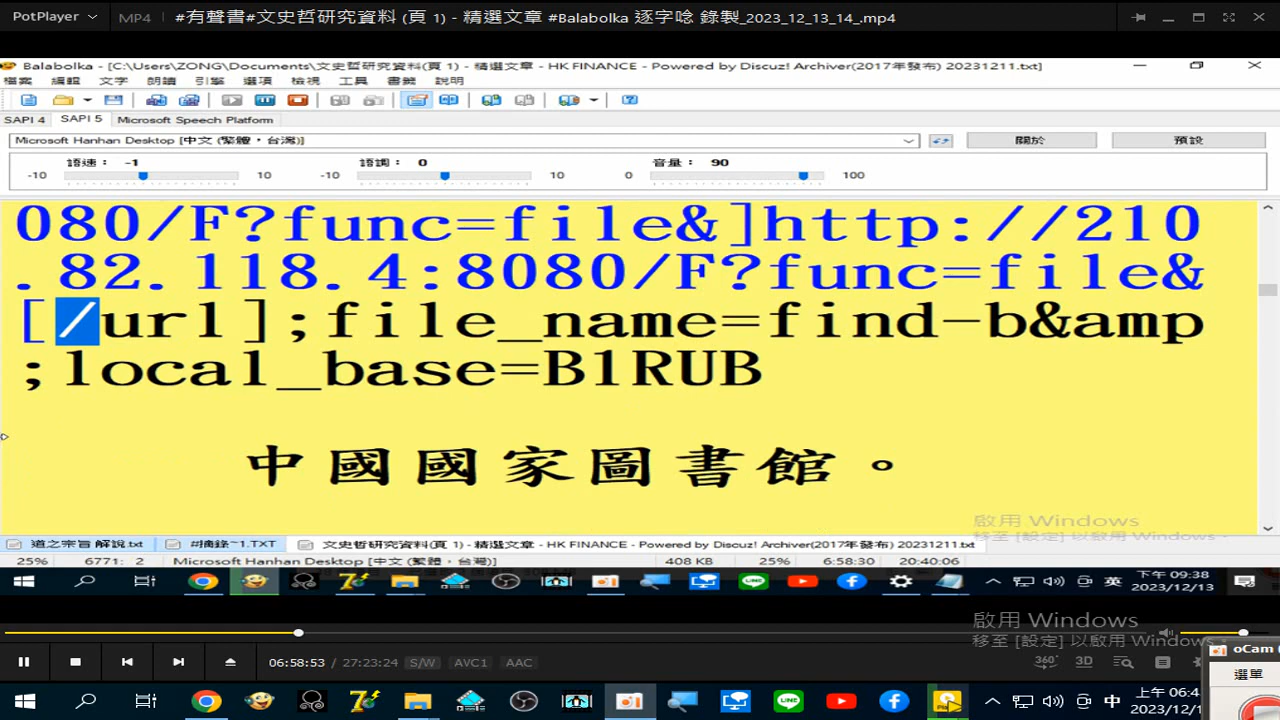 PotPlayer MP4 #有聲書#文史哲研究資料 (頁 1) - 精選文章 #Balabolka 逐字唸 錄製_2023_12_13_14_.mp4
Balabolka - [C:\Users\ZONG\Documents\文史哲研究資料(頁 1) - 精選文章 - HK FINANCE - Powered by Discuz! Archiver(2017年發布) 20231211.txt]
檔案 編輯 文字 朗讀 引擎 選項 檢視 工具 書籤 說明
SAPI 4 SAPI 5 Microsoft Speech Platform
Microsoft Hanhan Desktop [中文 (繁體，台灣)] 關於 預設
語速： -1 語調： 0 音量： 90
-10 10 -10 10 0 100
080/F?func=file&]http://210
.82.118.4:8080/F?func=file&
[/url];file_name=find-b&amp
;local_base=B1RUB
中國國家圖書館。
啟用 Windows
移至 [設定] 以啟用 Windows。
道之宗旨 解說.txt #摘錄~1.TXT 文史哲研究資料(頁 1) - 精選文章 - HK FINANCE - Powered by Discuz! Archiver(2017年發布) 20231211.txt
25% 6771: 2 Microsoft Hanhan Desktop [中文 (繁體，台灣)] 408 KB 25% 6:58:30 20:40:06
英 下午 09:38
2023/12/13
啟用 Windows
移至 [設定] 以啟用 Windows。
06:58:53 / 27:23:24 S/W AVC1 AAC 360° 3D
oCam (
選單
中 上午 06:4
2023/12/1